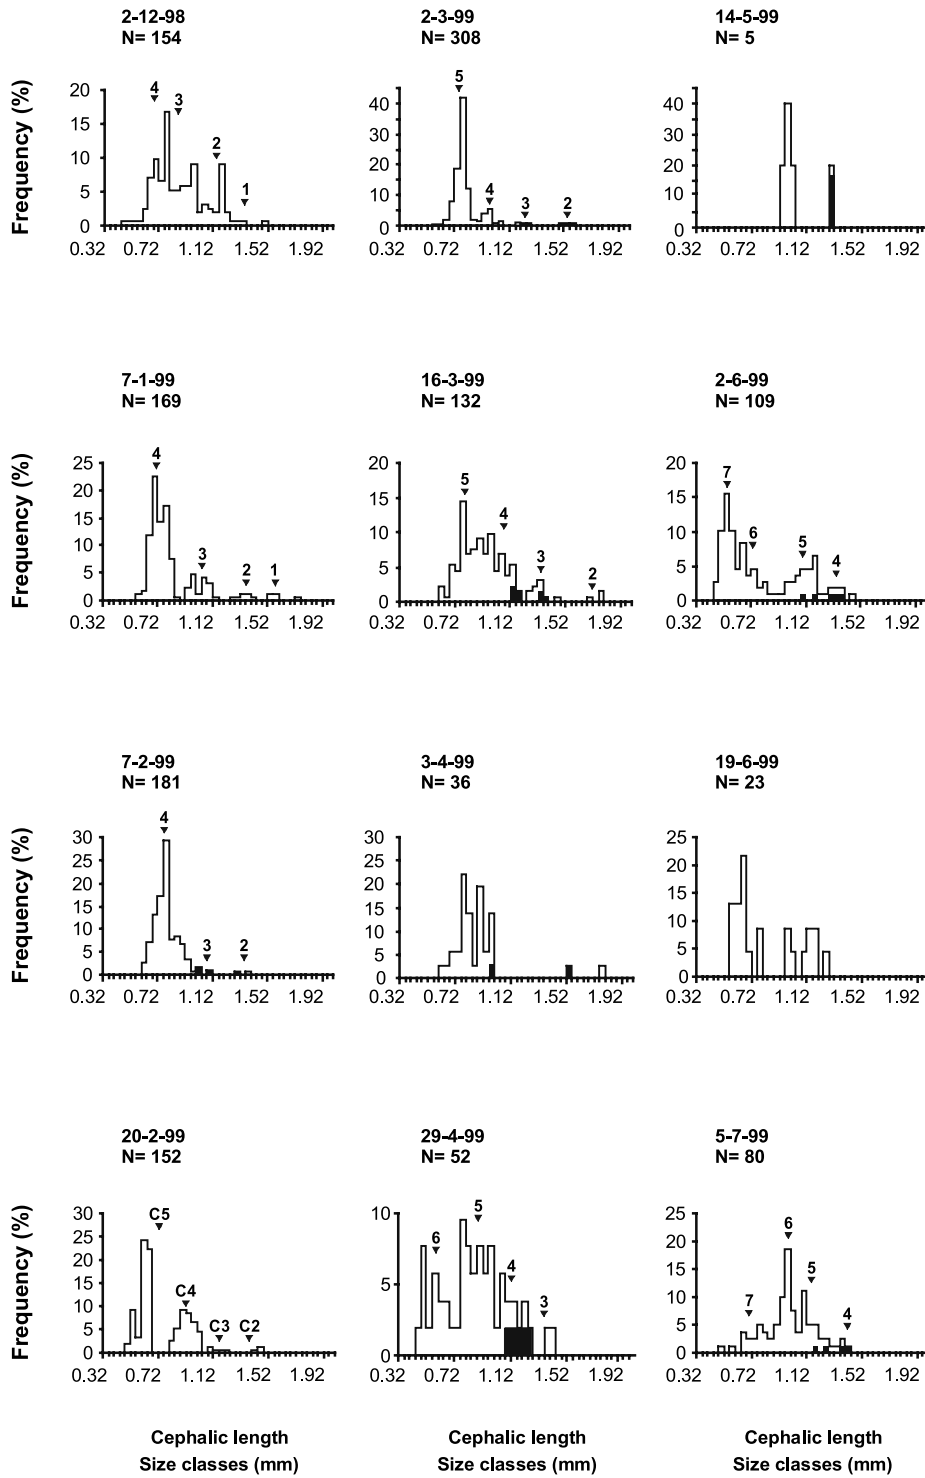 2-12-98
N= 154
2-3-99
N= 308
14-5-99
N= 5
Frequency (%)
20
15
10
5
0
4
3
2
1
0.32 0.72 1.12 1.52 1.92
40
30
20
10
0
5
4
3
2
0.32 0.72 1.12 1.52 1.92
40
30
20
10
0
0.32 0.72 1.12 1.52 1.92
7-1-99
N= 169
16-3-99
N= 132
2-6-99
N= 109
Frequency (%)
25
20
15
10
5
0
4
3
2
1
0.32 0.72 1.12 1.52 1.92
20
15
10
5
0
5
4
3
2
0.32 0.72 1.12 1.52 1.92
20
15
10
5
0
7
6
5
4
0.32 0.72 1.12 1.52 1.92
7-2-99
N= 181
3-4-99
N= 36
19-6-99
N= 23
Frequency (%)
30
25
20
15
10
5
0
4
3
2
0.32 0.72 1.12 1.52 1.92
30
25
20
15
10
5
0
0.32 0.72 1.12 1.52 1.92
25
20
15
10
5
0
0.32 0.72 1.12 1.52 1.92
20-2-99
N= 152
29-4-99
N= 52
5-7-99
N= 80
Frequency (%)
30
25
20
15
10
5
0
C5
C4
C3
C2
0.32 0.72 1.12 1.52 1.92
10
5
0
6
5
4
3
0.32 0.72 1.12 1.52 1.92
25
20
15
10
5
0
7
6
5
4
0.32 0.72 1.12 1.52 1.92
Cephalic length
Size classes (mm)
Cephalic length
Size classes (mm)
Cephalic length
Size classes (mm)